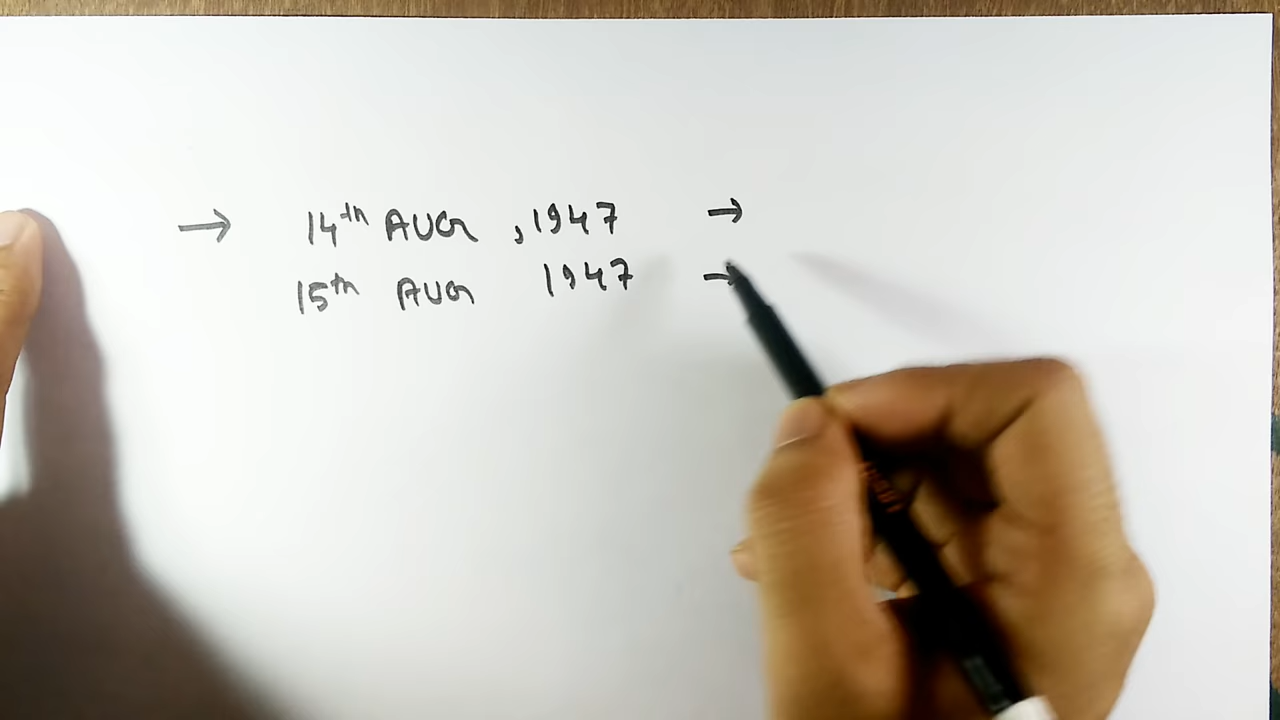 → 14th AUG , 1947 →
15th AUG 1947 →